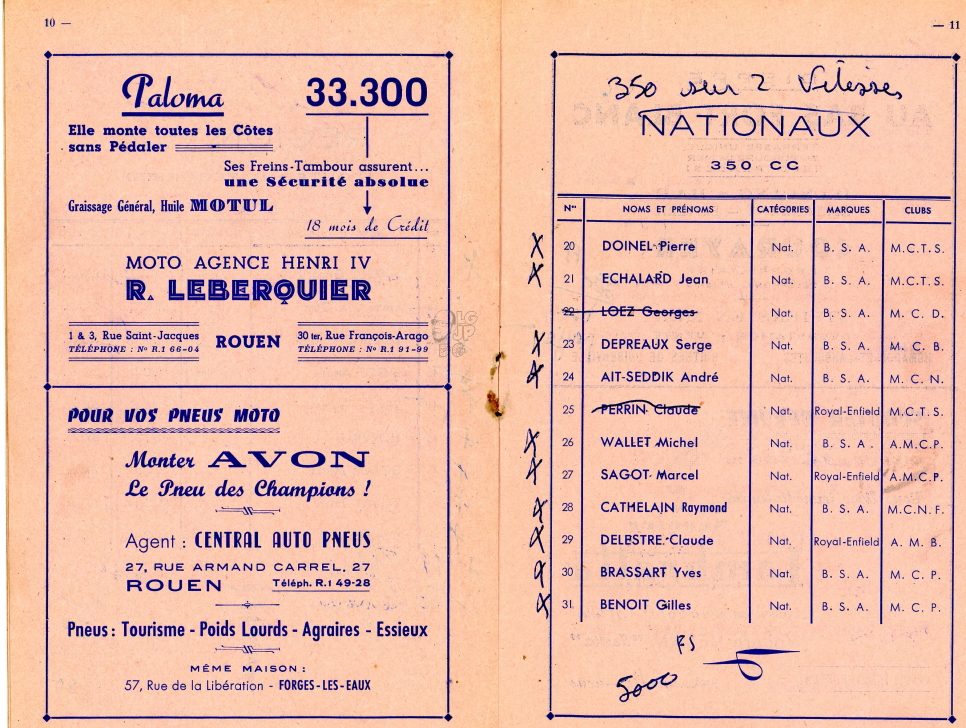 10 —
Paloma 33.300
Elle monte toutes les Côtes
sans Pédaler
Ses Freins-Tambour assurent...
une Sécurité absolue
Graissage Général, Huile MOTUL
18 mois de Crédit
MOTO AGENCE HENRI IV
R. LEBERQUIER
1 & 3, Rue Saint-Jacques
TÉLÉPHONE : No R.1 66-04
ROUEN
30 ter, Rue François-Arago
TÉLÉPHONE : No R.1 91-99
POUR VOS PNEUS MOTO
Monter AVON
Le Pneu des Champions !
Agent : CENTRAL AUTO PNEUS
27, RUE ARMAND CARREL, 27
ROUEN Téléph. R.1 49-28
Pneus : Tourisme - Poids Lourds - Agraires - Essieux
MÊME MAISON :
57, Rue de la Libération - FORGES-LES-EAUX
— 11
350 sur 2 Vitesses
NATIONAUX
350 CC
Nos NOMS ET PRÉNOMS CATÉGORIES MARQUES CLUBS
X 20 DOINEL Pierre Nat. B. S. A. M.C.T.S.
X 21 ECHALARD Jean Nat. B. S. A. M.C.T.S.
22 LOEZ Georges Nat. B. S. A. M. C. D.
X 23 DEPREAUX Serge Nat. B. S. A. M. C. B.
X 24 AIT-SEDDIK André Nat. B. S. A. M. C. N.
25 PERRIN Claude Nat. Royal-Enfield M.C.T.S.
X 26 WALLET Michel Nat. B. S. A. A.M.C.P.
X 27 SAGOT Marcel Nat. Royal-Enfield A.M.C.P.
X 28 CATHELAIN Raymond Nat. B. S. A. M.C.N.F.
X 29 DELESTRE Claude Nat. Royal-Enfield A. M. B.
X 30 BRASSART Yves Nat. B. S. A. M. C. P.
X 31 BENOIT Gilles Nat. B. S. A. M. C. P.
5000